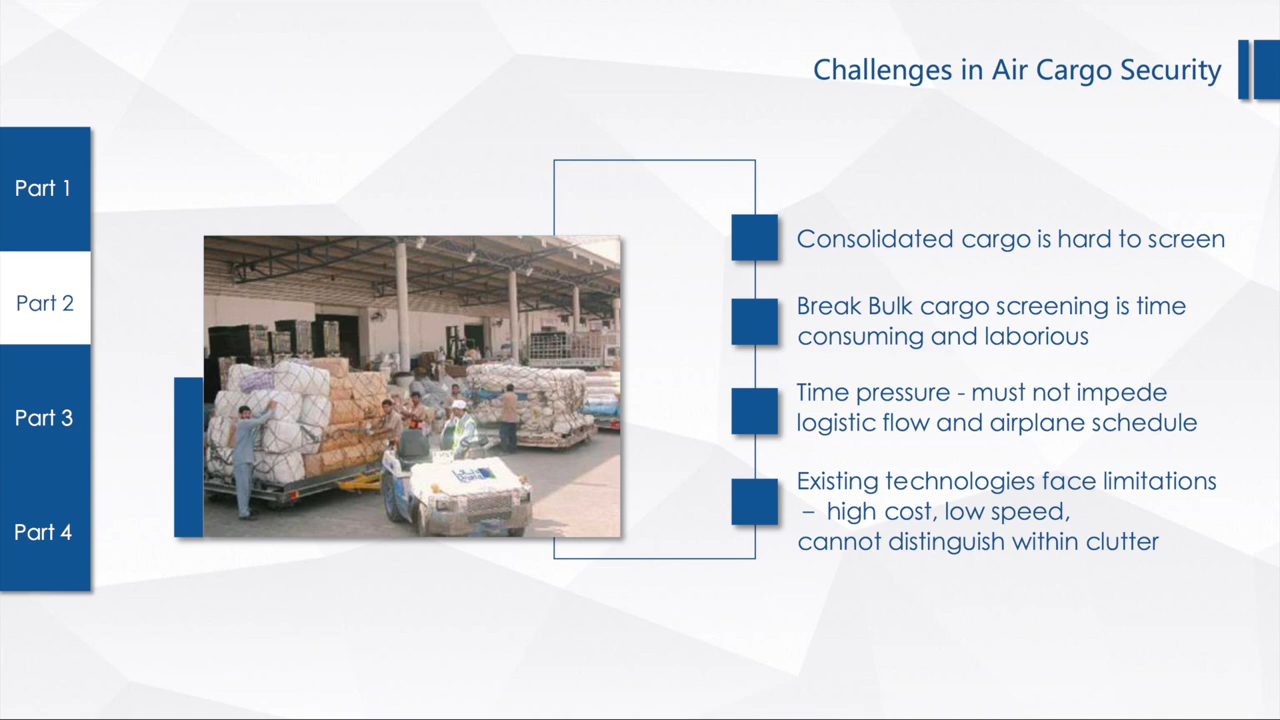 Challenges in Air Cargo Security
Part 1
Part 2
Part 3
Part 4
Consolidated cargo is hard to screen
Break Bulk cargo screening is time
consuming and laborious
Time pressure - must not impede
logistic flow and airplane schedule
Existing technologies face limitations
– high cost, low speed,
cannot distinguish within clutter